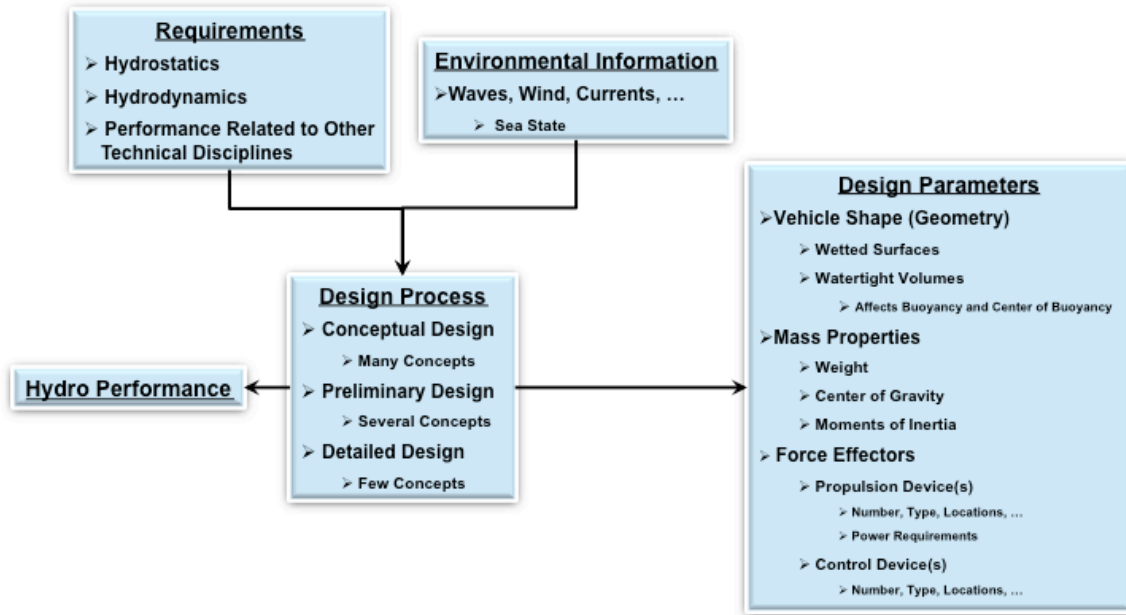 Requirements
➢ Hydrostatics
➢ Hydrodynamics
➢ Performance Related to Other
Technical Disciplines
Environmental Information
➢Waves, Wind, Currents, …
➢ Sea State
Design Process
➢ Conceptual Design
➢ Many Concepts
➢ Preliminary Design
➢ Several Concepts
➢ Detailed Design
➢ Few Concepts
Hydro Performance
Design Parameters
➢Vehicle Shape (Geometry)
➢ Wetted Surfaces
➢ Watertight Volumes
➢ Affects Buoyancy and Center of Buoyancy
➢Mass Properties
➢ Weight
➢ Center of Gravity
➢ Moments of Inertia
➢ Force Effectors
➢ Propulsion Device(s)
➢ Number, Type, Locations, …
➢ Power Requirements
➢ Control Device(s)
➢ Number, Type, Locations, …